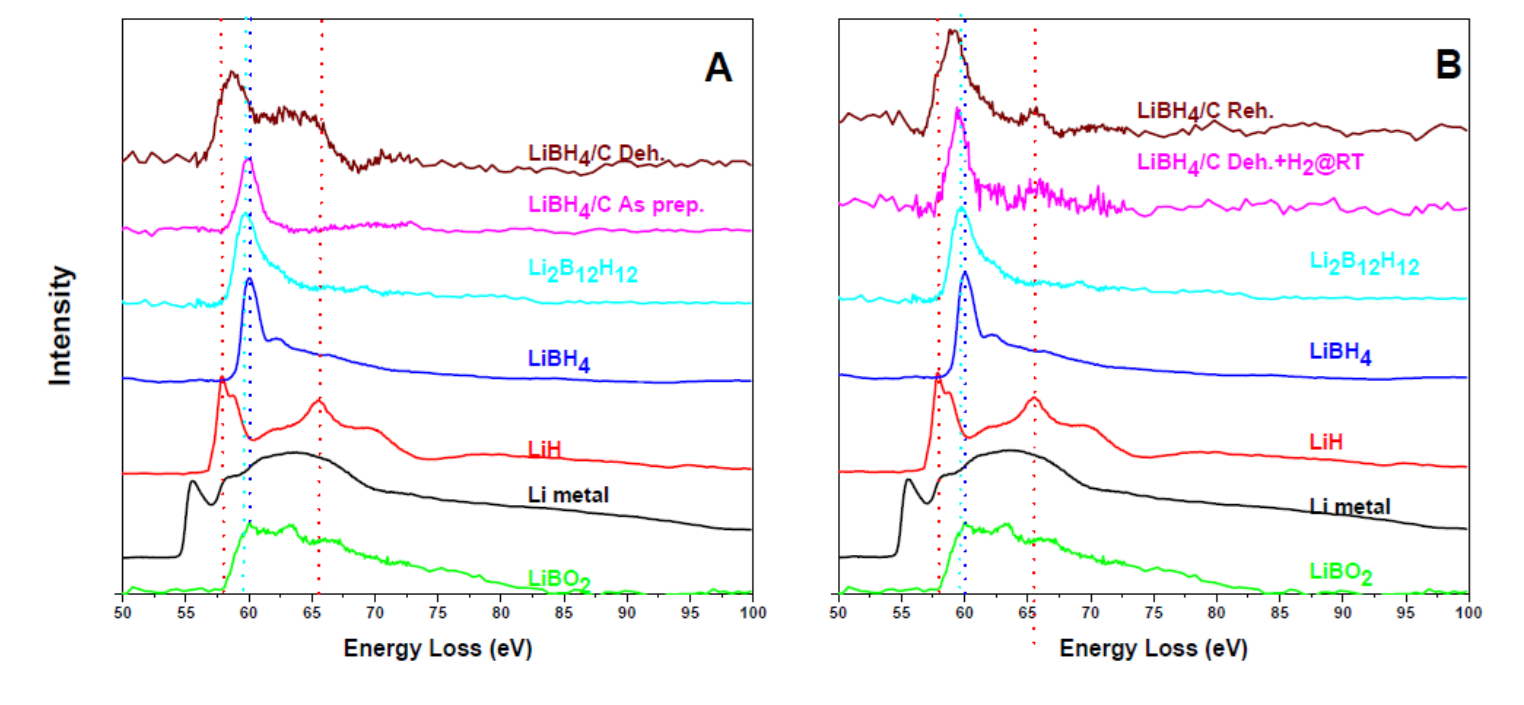 A
LiBH4/C Deh.
LiBH4/C As prep.
Li2B12H12
LiBH4
LiH
Li metal
LiBO2
Intensity
50 55 60 65 70 75 80 85 90 95 100
Energy Loss (eV)
B
LiBH4/C Reh.
LiBH4/C Deh.+H2@RT
Li2B12H12
LiBH4
LiH
Li metal
LiBO2
50 55 60 65 70 75 80 85 90 95 100
Energy Loss (eV)